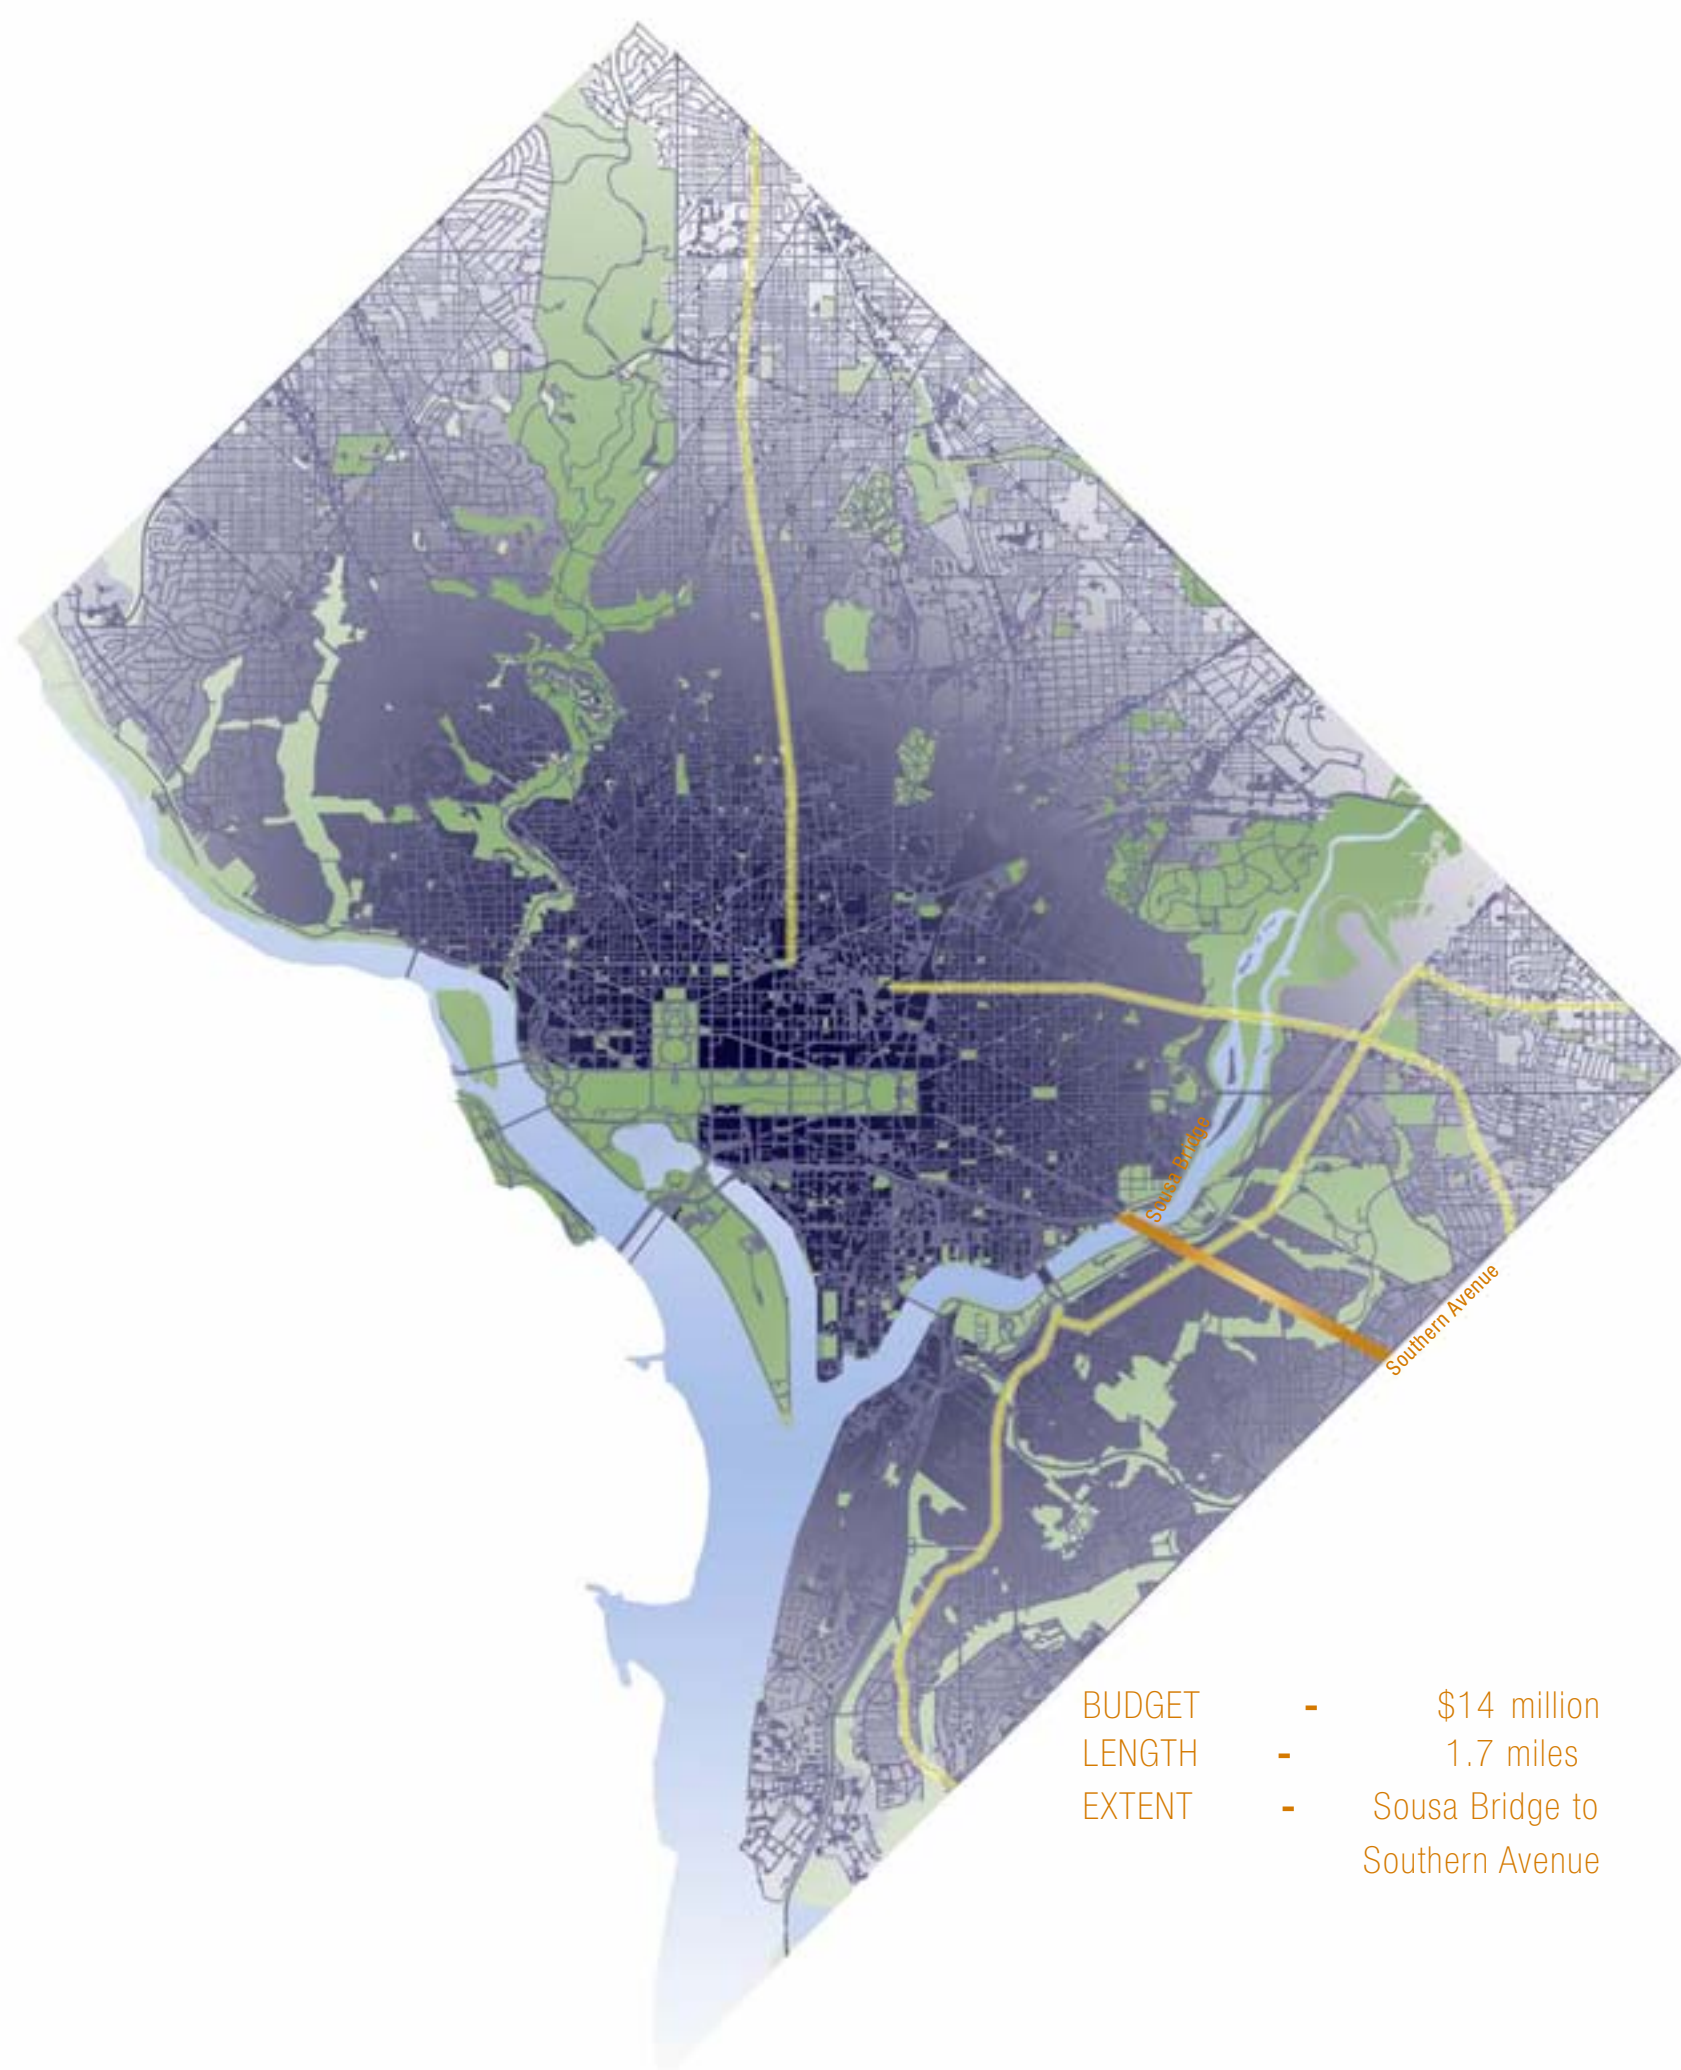 Sousa Bridge
Southern Avenue
BUDGET - $14 million
LENGTH - 1.7 miles
EXTENT - Sousa Bridge to
Southern Avenue